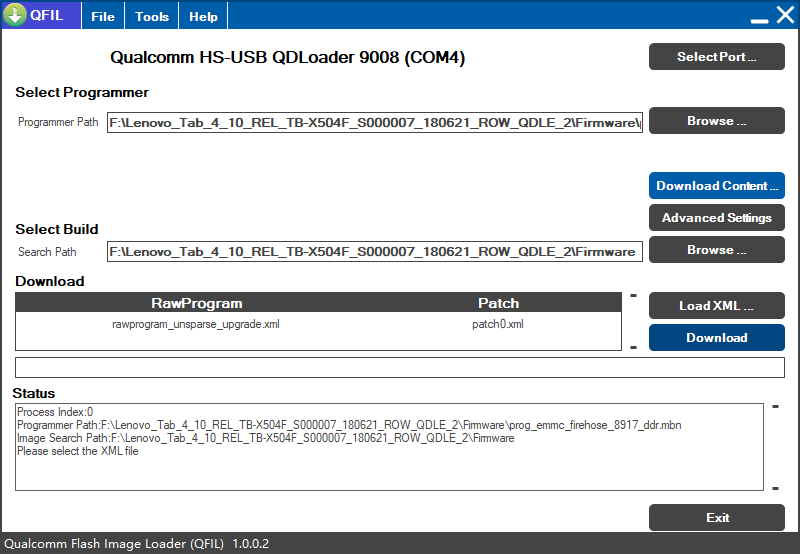 QFIL File Tools Help
Qualcomm HS-USB QDLoader 9008 (COM4)
Select Port ...
Select Programmer
Programmer Path F:\Lenovo_Tab_4_10_REL_TB-X504F_S000007_180621_ROW_QDLE_2\Firmware\p
Browse ...
Download Content ...
Advanced Settings
Select Build
Search Path F:\Lenovo_Tab_4_10_REL_TB-X504F_S000007_180621_ROW_QDLE_2\Firmware
Browse ...
Download
RawProgram Patch
rawprogram_unsparse_upgrade.xml patch0.xml
Load XML ...
Download
Status
Process Index:0
Programmer Path:F:\Lenovo_Tab_4_10_REL_TB-X504F_S000007_180621_ROW_QDLE_2\Firmware\prog_emmc_firehose_8917_ddr.mbn
Image Search Path:F:\Lenovo_Tab_4_10_REL_TB-X504F_S000007_180621_ROW_QDLE_2\Firmware
Please select the XML file
Exit
Qualcomm Flash Image Loader (QFIL) 1.0.0.2